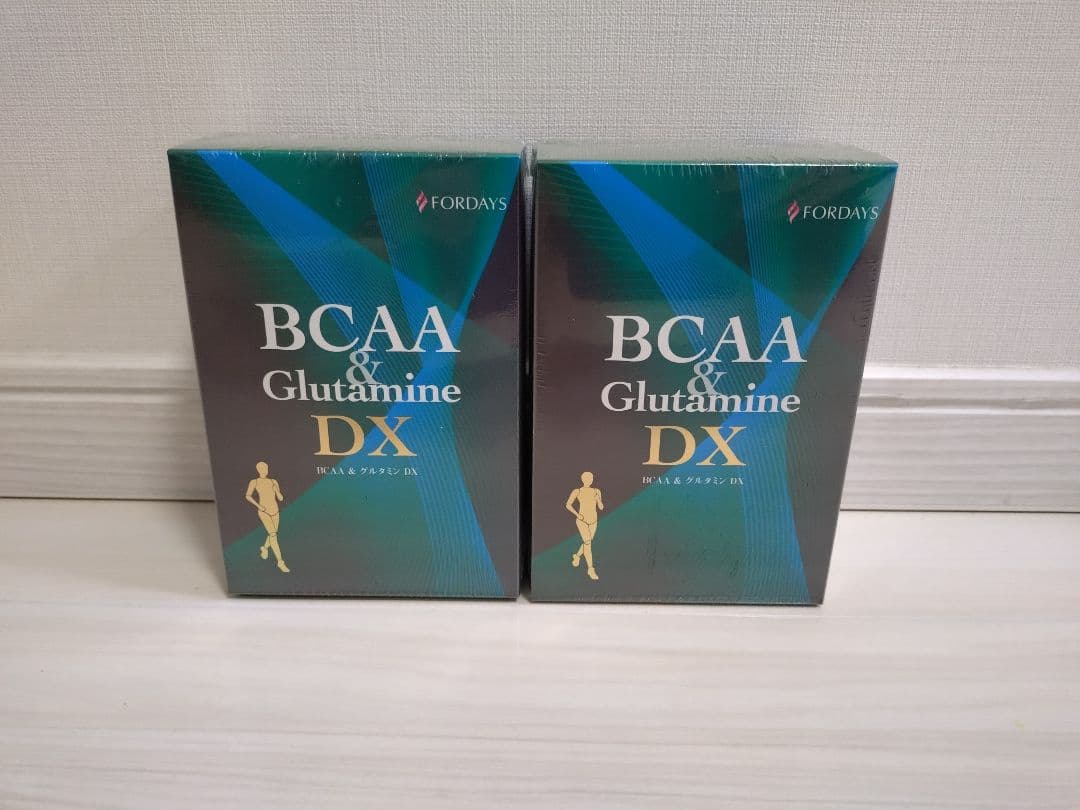 FORDAYS
BCAA
&
Glutamine
DX
BCAA & グルタミン DX
FORDAYS
BCAA
&
Glutamine
DX
BCAA & グルタミン DX